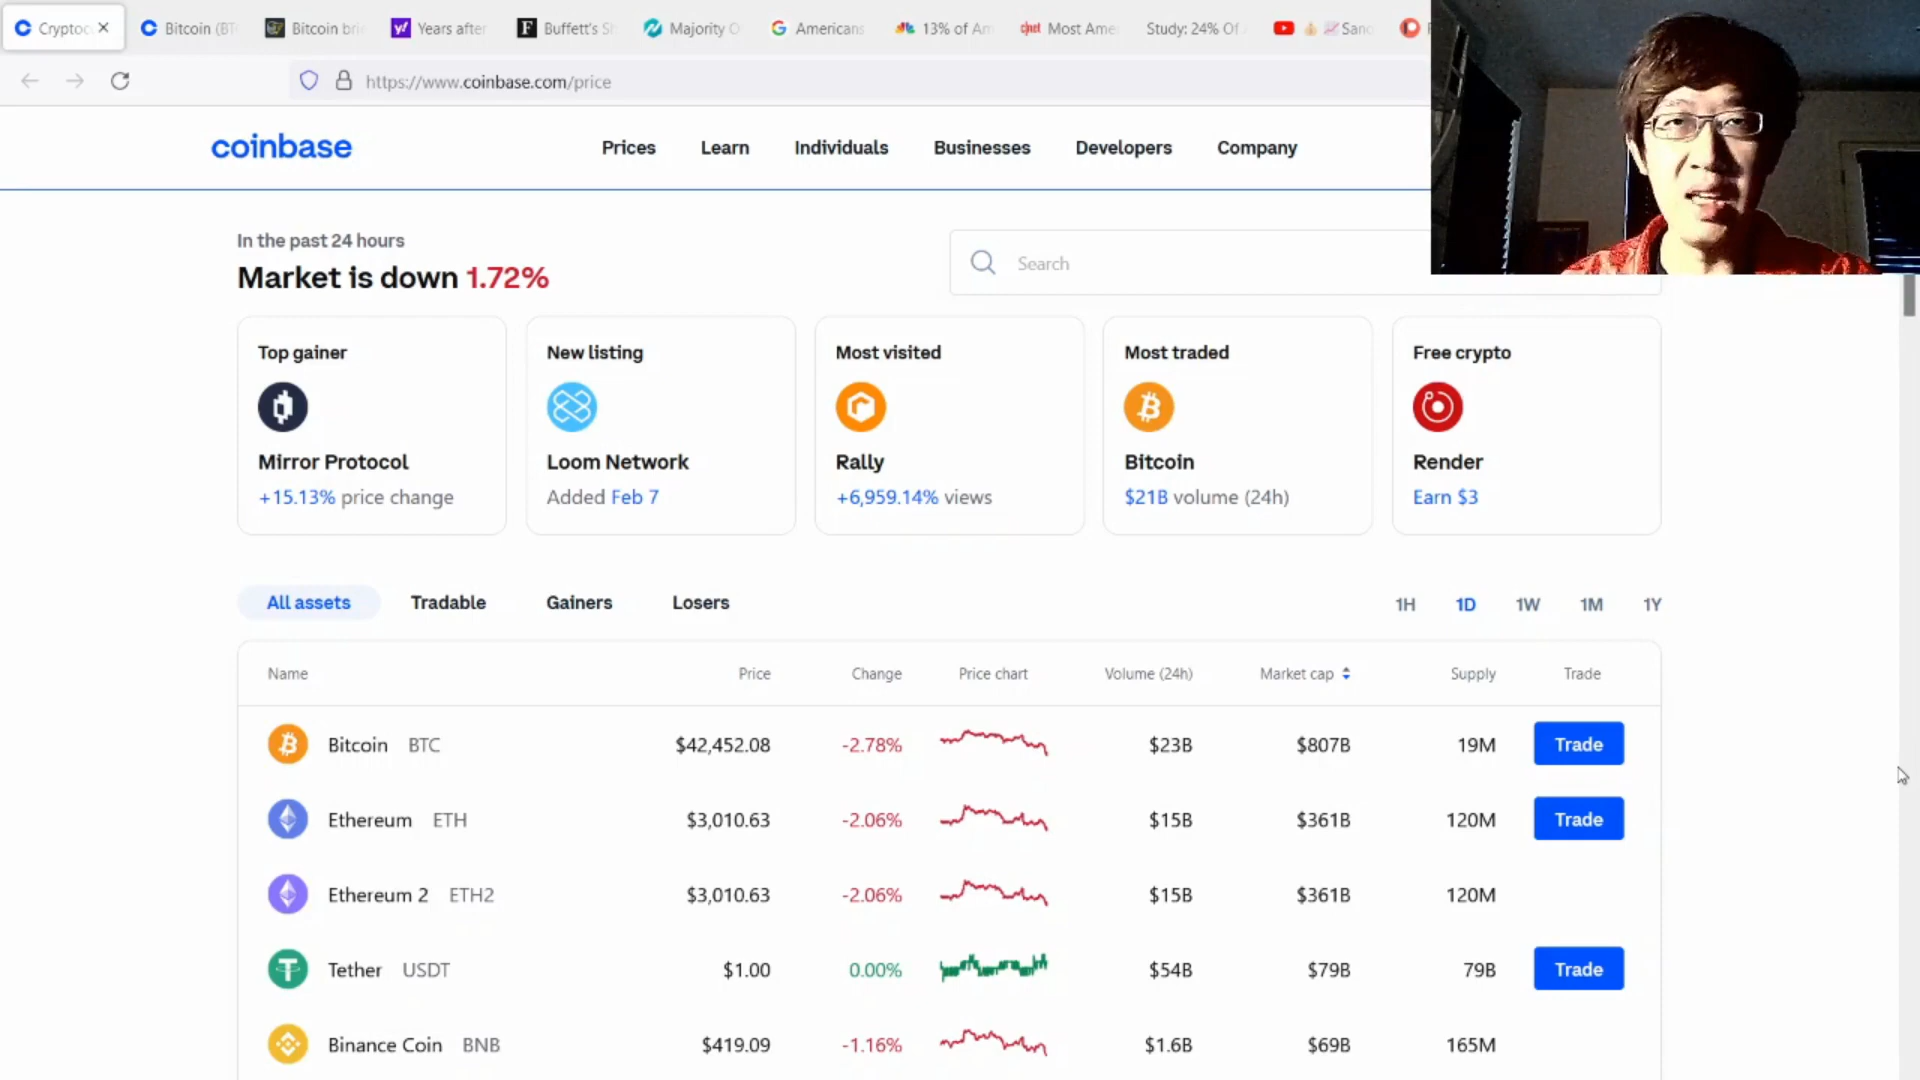 Cryptoc
Bitcoin (BT
Bitcoin bri
Years after
Buffett's S
Majority O
Americans
13% of Am
cnet Most Ame
Study: 24% Of
Sand
https://www.coinbase.com/price
coinbase
Prices
Learn
Individuals
Businesses
Developers
Company
In the past 24 hours
Market is down 1.72%
Search
Top gainer
Mirror Protocol
+15.13% price change
New listing
Loom Network
Added Feb 7
Most visited
Rally
+6,959.14% views
Most traded
Bitcoin
$21B volume (24h)
Free crypto
Render
Earn $3
All assets Tradable Gainers Losers
1H 1D 1W 1M 1Y
Name Price Change Price chart Volume (24h) Market cap Supply Trade
Bitcoin BTC $42,452.08 -2.78% $23B $807B 19M Trade
Ethereum ETH $3,010.63 -2.06% $15B $361B 120M Trade
Ethereum 2 ETH2 $3,010.63 -2.06% $15B $361B 120M
Tether USDT $1.00 0.00% $54B $79B 79B Trade
Binance Coin BNB $419.09 -1.16% $1.6B $69B 165M